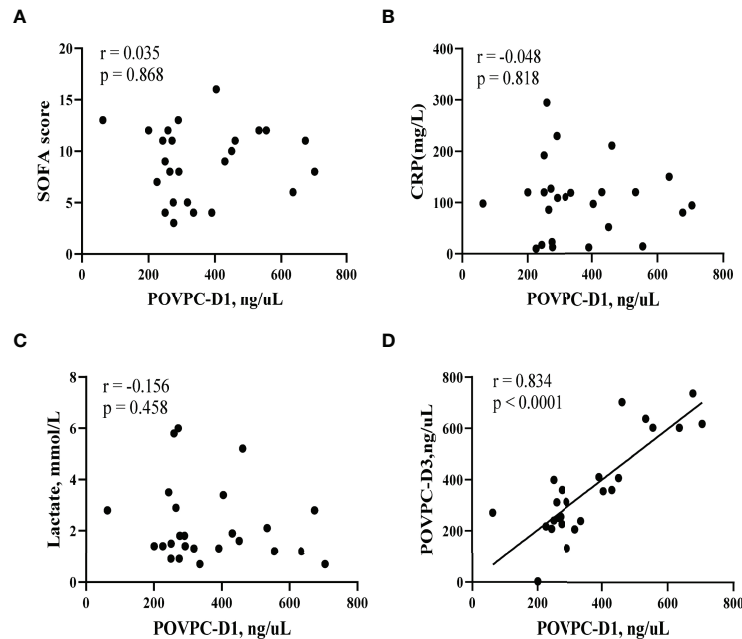 A
r = 0.035
p = 0.868
SOFA score
20
15
10
5
0
0 200 400 600 800
POVPC-D1, ng/uL
B
r = -0.048
p = 0.818
CRP(mg/L)
400
300
200
100
0
0 200 400 600 800
POVPC-D1, ng/uL
C
r = -0.156
p = 0.458
Lactate, mmol/L
8
6
4
2
0
0 200 400 600 800
POVPC-D1, ng/uL
D
r = 0.834
p < 0.0001
POVPC-D3,ng/uL
800
600
400
200
0
0 200 400 600 800
POVPC-D1, ng/uL